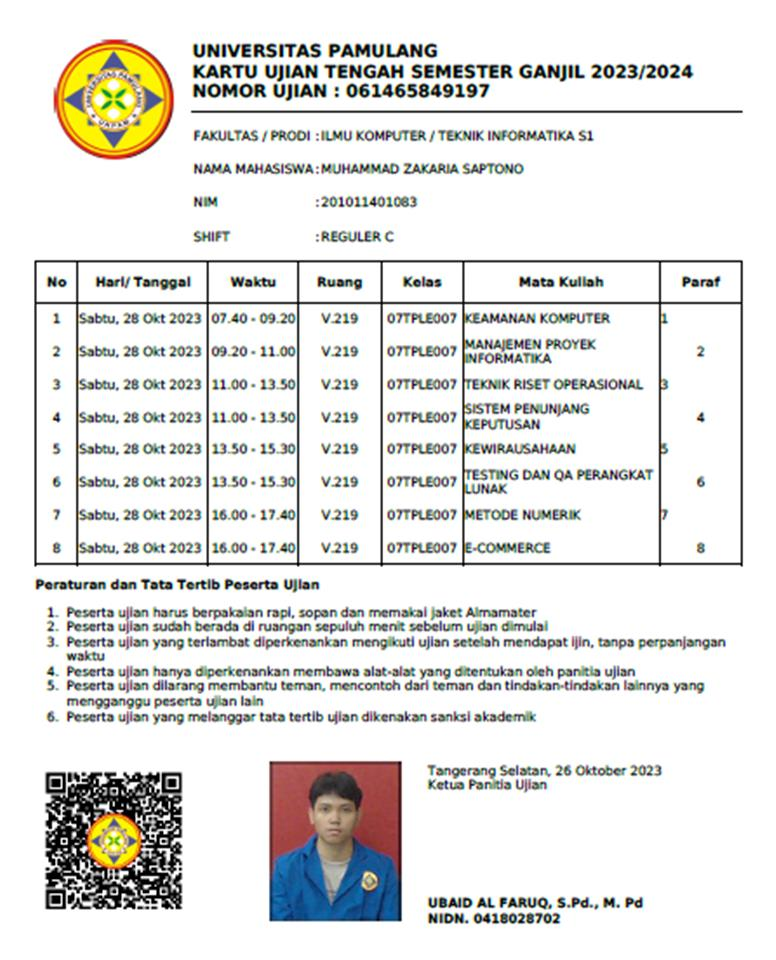 UNIVERSITAS PAMULANG
KARTU UJIAN TENGAH SEMESTER GANJIL 2023/2024
NOMOR UJIAN : 061465849197
FAKULTAS / PRODI : ILMU KOMPUTER / TEKNIK INFORMATIKA S1
NAMA MAHASISWA : MUHAMMAD ZAKARIA SAPTONO
NIM : 201011401083
SHIFT : REGULER C
No Hari/ Tanggal Waktu Ruang Kelas Mata Kuliah Paraf
1 Sabtu, 28 Okt 2023 07.40 - 09.20 V.219 07TPLE007 KEAMANAN KOMPUTER 1
2 Sabtu, 28 Okt 2023 09.20 - 11.00 V.219 07TPLE007 MANAJEMEN PROYEK INFORMATIKA 2
3 Sabtu, 28 Okt 2023 11.00 - 13.50 V.219 07TPLE007 TEKNIK RISET OPERASIONAL 3
4 Sabtu, 28 Okt 2023 11.00 - 13.50 V.219 07TPLE007 SISTEM PENUNJANG KEPUTUSAN 4
5 Sabtu, 28 Okt 2023 13.50 - 15.30 V.219 07TPLE007 KEWIRAUSAHAAN 5
6 Sabtu, 28 Okt 2023 13.50 - 15.30 V.219 07TPLE007 TESTING DAN QA PERANGKAT LUNAK 6
7 Sabtu, 28 Okt 2023 16.00 - 17.40 V.219 07TPLE007 METODE NUMERIK 7
8 Sabtu, 28 Okt 2023 16.00 - 17.40 V.219 07TPLE007 E-COMMERCE 8
Peraturan dan Tata Tertib Peserta Ujian
1. Peserta ujian harus berpakaian rapi, sopan dan memakai jaket Almamater
2. Peserta ujian sudah berada di ruangan sepuluh menit sebelum ujian dimulai
3. Peserta ujian yang terlambat diperkenankan mengikuti ujian setelah mendapat ijin, tanpa perpanjangan
waktu
4. Peserta ujian hanya diperkenankan membawa alat-alat yang ditentukan oleh panitia ujian
5. Peserta ujian dilarang membantu teman, mencontoh dari teman dan tindakan-tindakan lainnya yang
mengganggu peserta ujian lain
6. Peserta ujian yang melanggar tata tertib ujian dikenakan sanksi akademik
Tangerang Selatan, 26 Oktober 2023
Ketua Panitia Ujian
UBAID AL FARUQ, S.Pd., M. Pd
NIDN. 0418028702